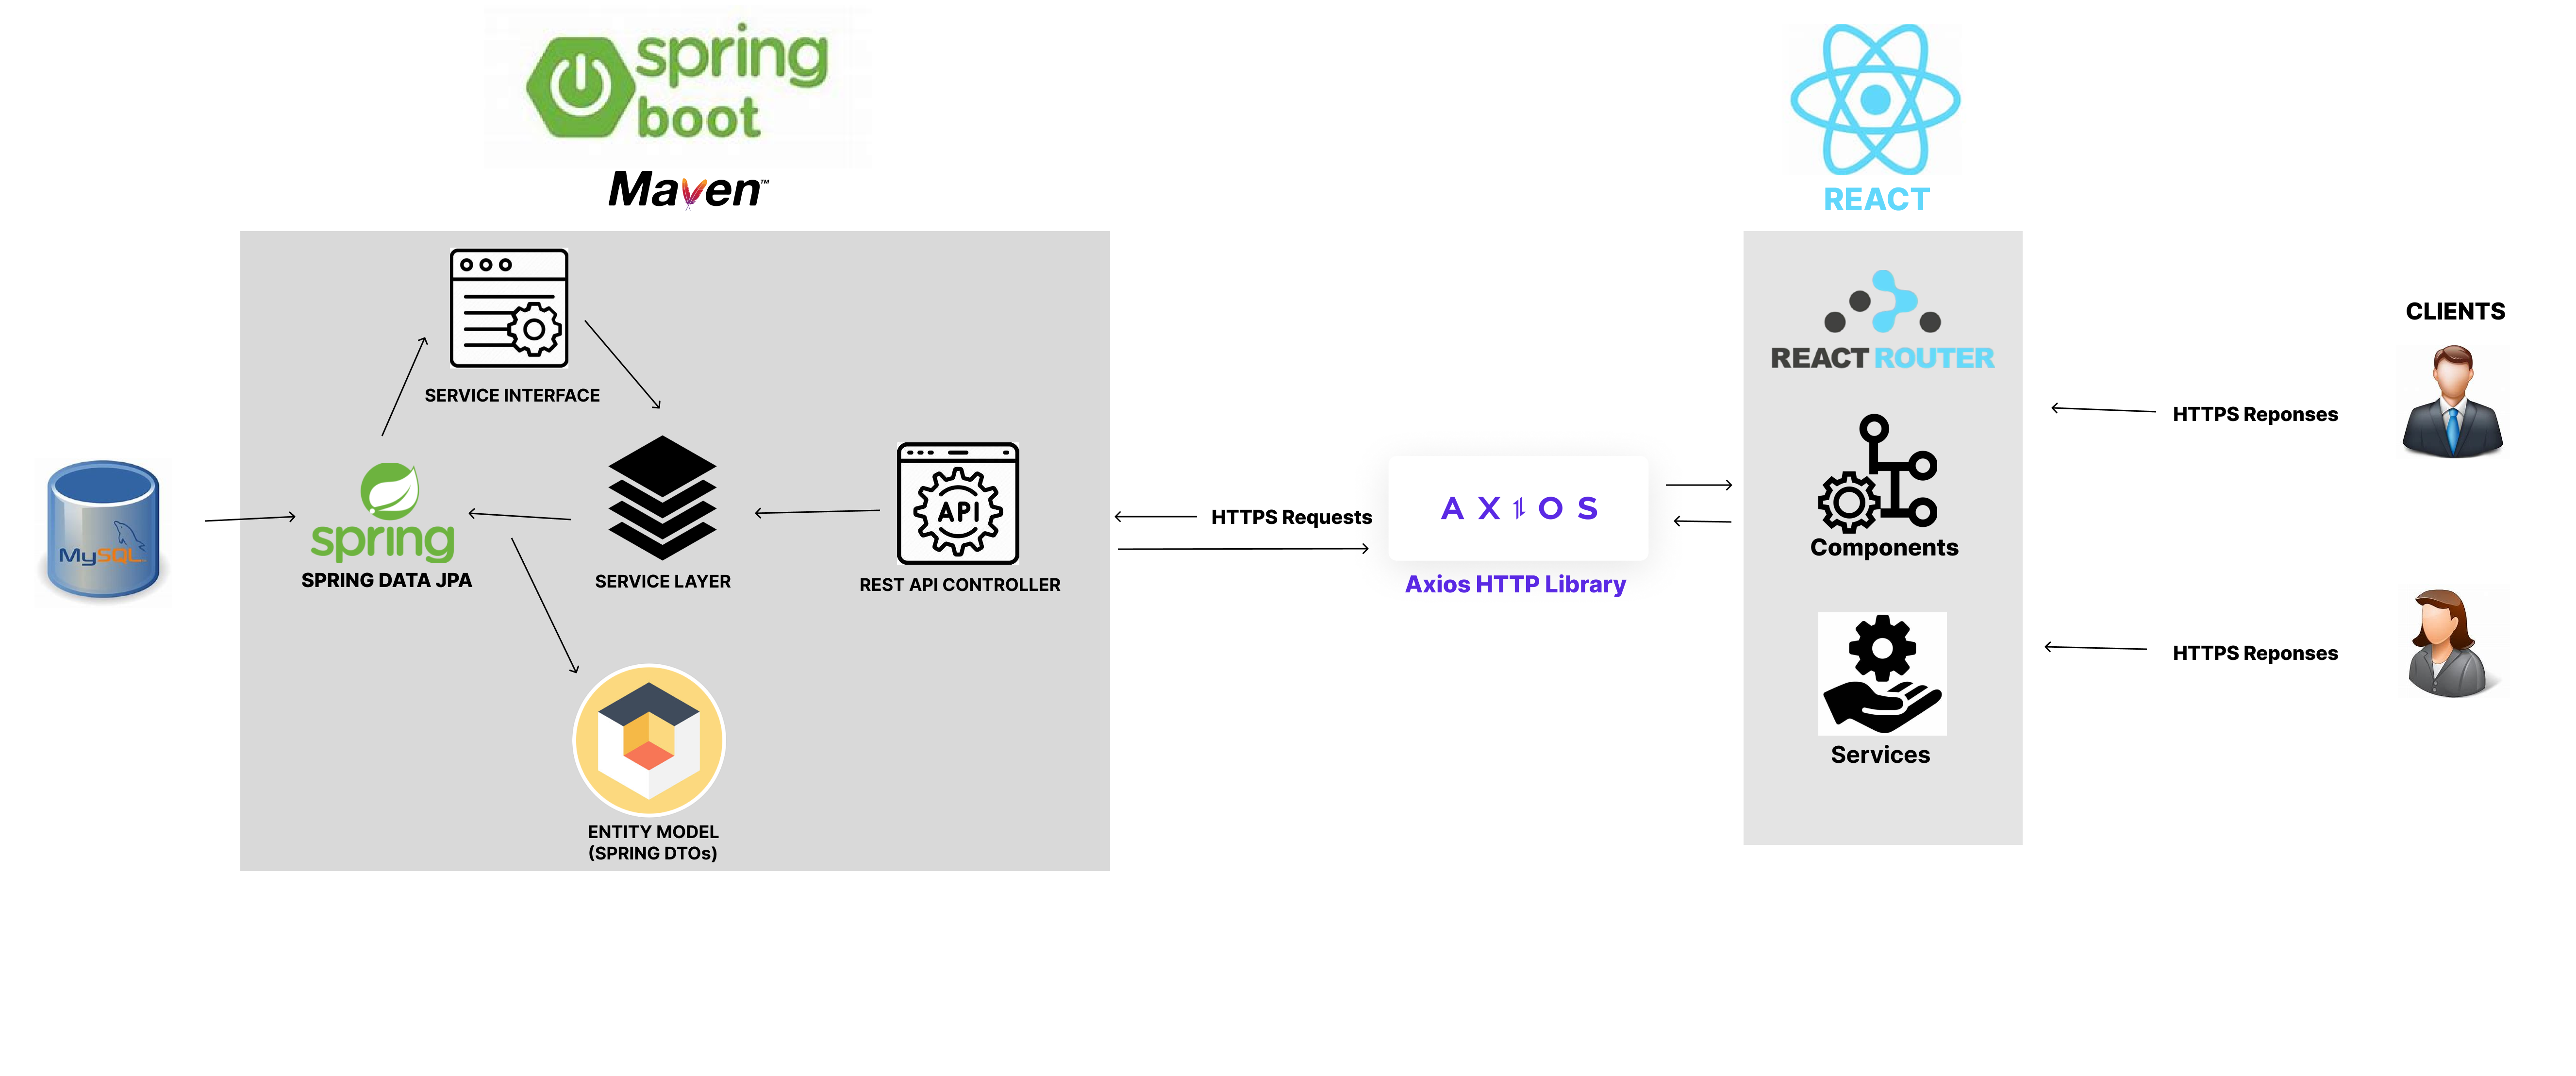 spring
boot
Maven™
REACT
SERVICE INTERFACE
MySQL
spring
SPRING DATA JPA
SERVICE LAYER
API
REST API CONTROLLER
ENTITY MODEL
(SPRING DTOs)
HTTPS Requests
AXIOS
Axios HTTP Library
REACT ROUTER
Components
Services
CLIENTS
HTTPS Reponses
HTTPS Reponses